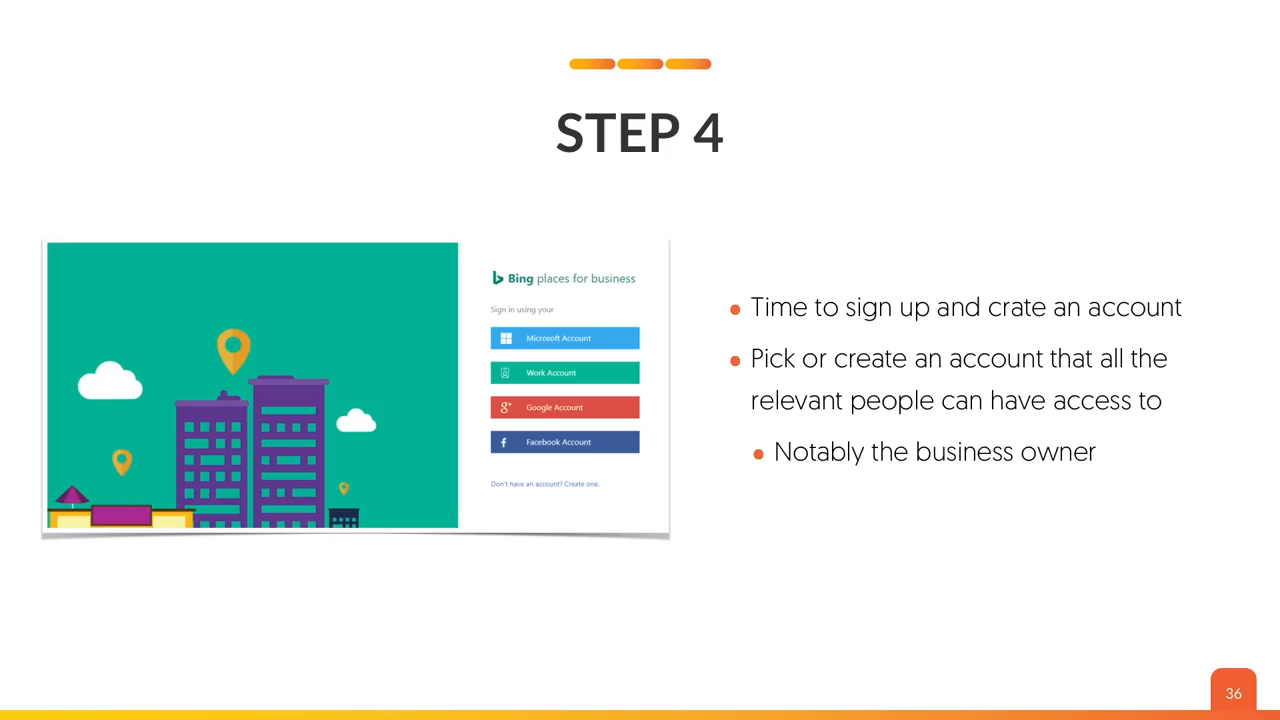 STEP 4
Bing places for business
Sign in using your
Microsoft Account
Work Account
g+ Google Account
f Facebook Account
Don't have an account? Create one.
Time to sign up and crate an account
Pick or create an account that all the
relevant people can have access to
Notably the business owner
36